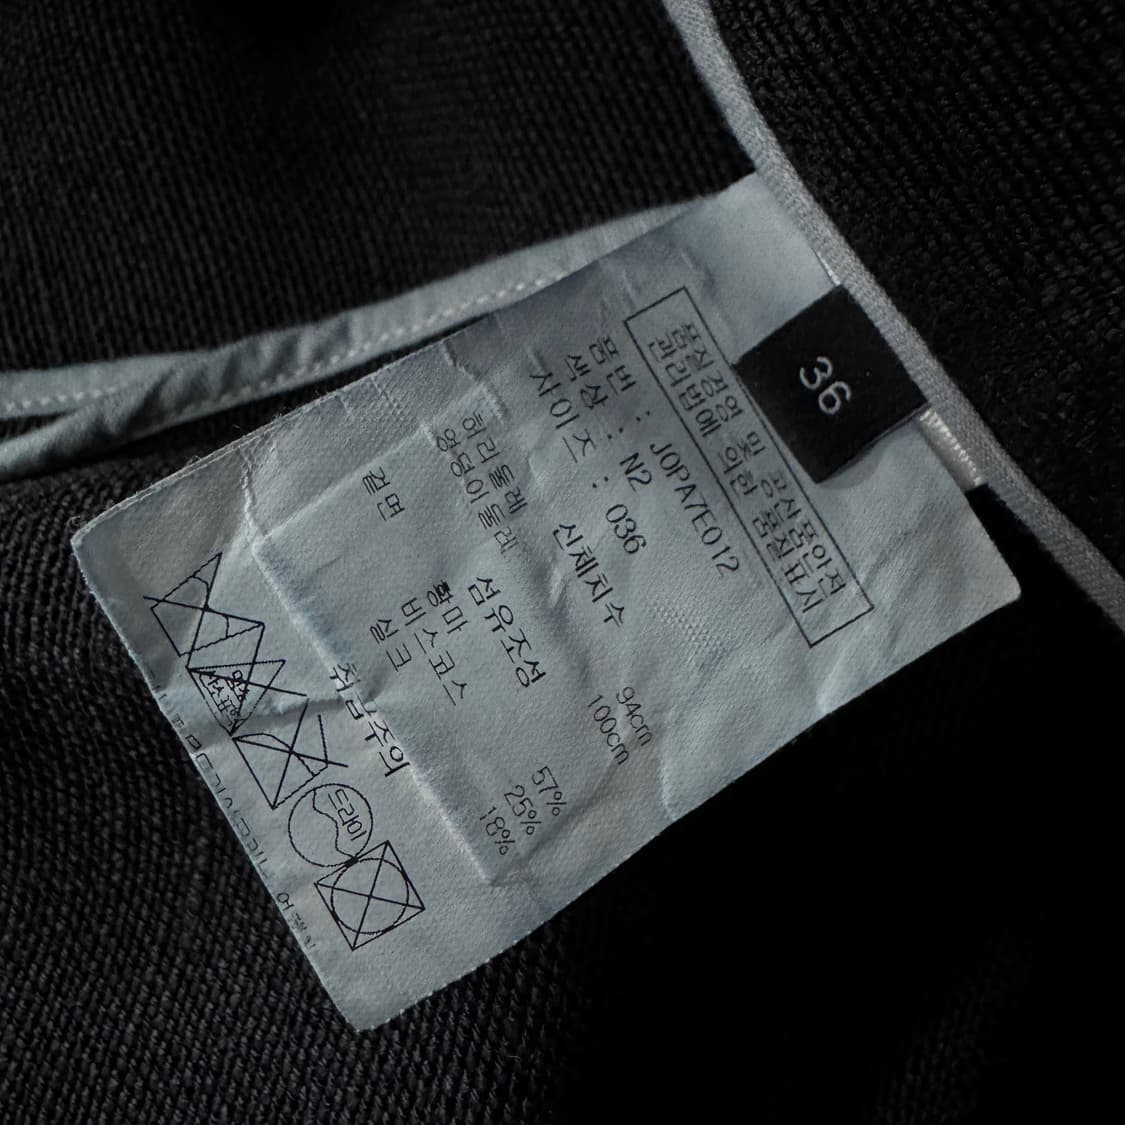 36
품질경영 및 공산품안전
관리법에 의한 품질표시
품번 : JOPA7E012
색상 : N2
사이즈 : 036
신체치수
허리둘레 94cm
엉덩이둘레 100cm
섬유조성
겉면 황마 57%
비스코스 25%
실크 18%
취급주의
드라이